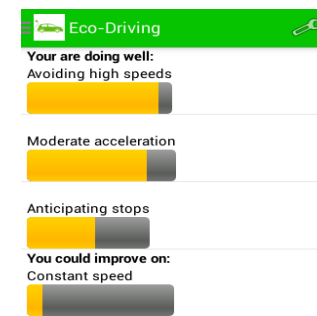 Eco-Driving
Your are doing well:
Avoiding high speeds
Moderate acceleration
Anticipating stops
You could improve on:
Constant speed